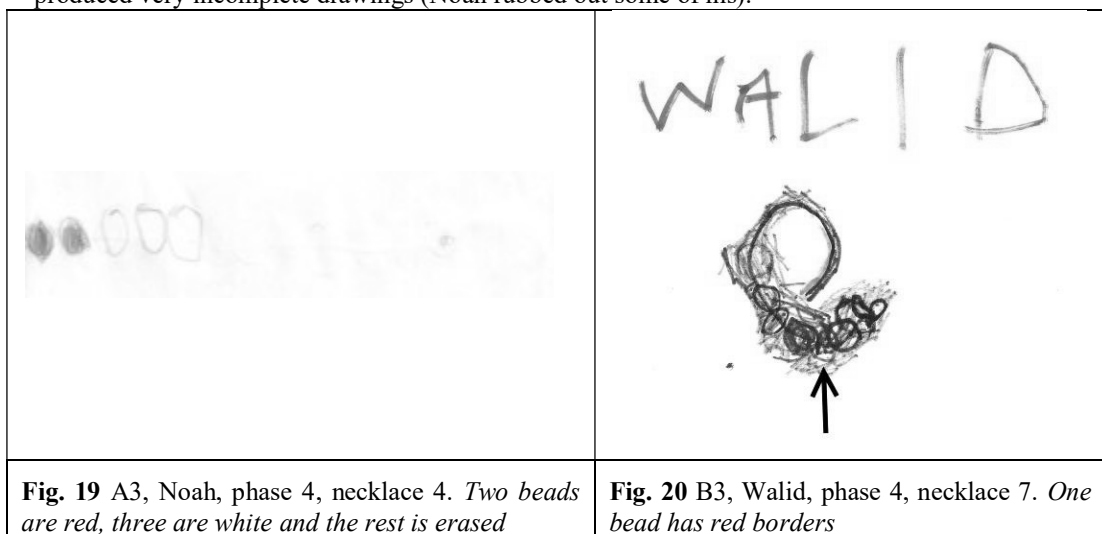 produced very incomplete drawings (Noah rubbed out some of his).
WALID
Fig. 19 A3, Noah, phase 4, necklace 4. Two beads
are red, three are white and the rest is erased
Fig. 20 B3, Walid, phase 4, necklace 7. One
bead has red borders